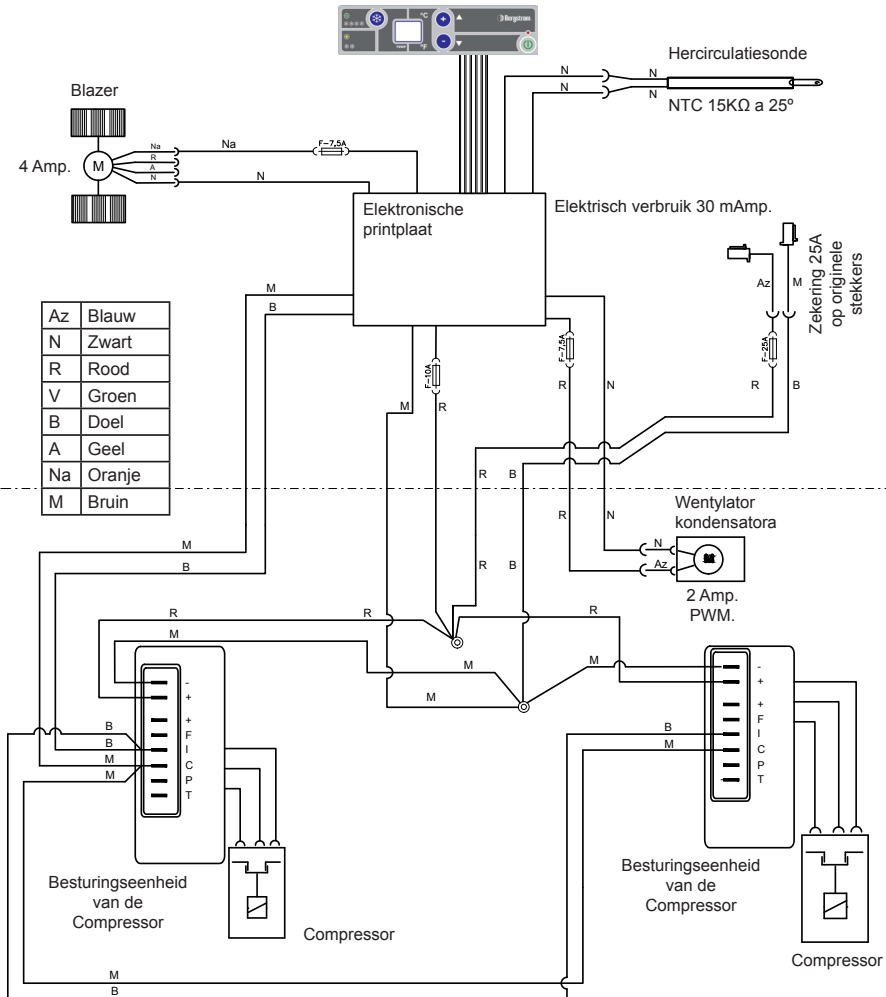 °C
°F
TEMP
+
-
Bergstrom
Hercirculatiesonde
NTC 15KΩ a 25º
N
N
N
N
Blazer
4 Amp.
M
Na
R
A
N
Na
N
F-7,5A
Elektronische
printplaat
Elektrisch verbruik 30 mAmp.
Zekering 25A
op originele
stekkers
Az
M
F-25A
R
B
M
B
Az Blauw
N Zwart
R Rood
V Groen
B Doel
A Geel
Na Oranje
M Bruin
F-10A
M
R
F-7,5A
R
N
R
B
R
N
R
B
Wentylator
kondensatora
N
Az
M
2 Amp.
PWM.
M
B
R
R
M
R
M
M
M
-
+
+
F
I
C
P
T
B
B
M
M
-
+
+
F
I
C
P
T
B
M
Besturingseenheid
van de
Compressor
Compressor
Besturingseenheid
van de
Compressor
Compressor
M
B